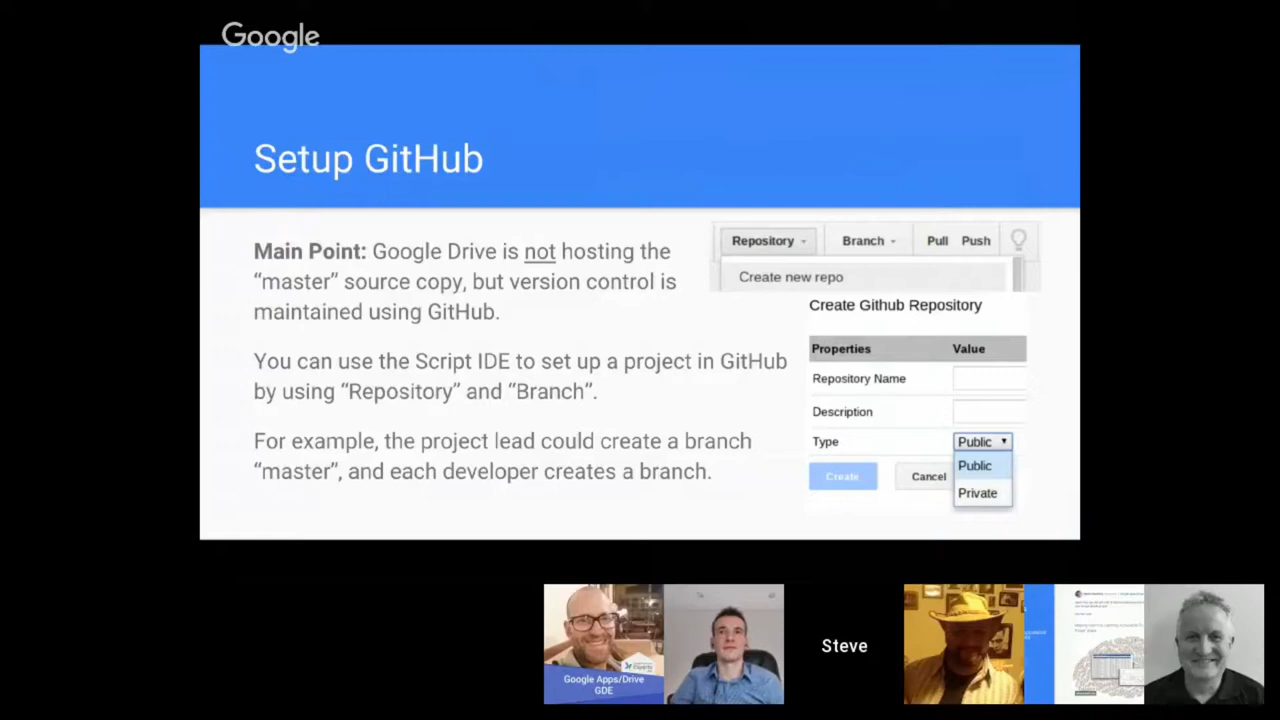 Google
Setup GitHub
Main Point: Google Drive is not hosting the
“master” source copy, but version control is
maintained using GitHub.
You can use the Script IDE to set up a project in GitHub
by using “Repository” and “Branch”.
For example, the project lead could create a branch
“master”, and each developer creates a branch.
Repository Branch Pull Push
Create new repo
Create Github Repository
Properties Value
Repository Name
Description
Type Public
Public
Private
Create Cancel
Steve
Experts
Google Apps/Drive
GDE